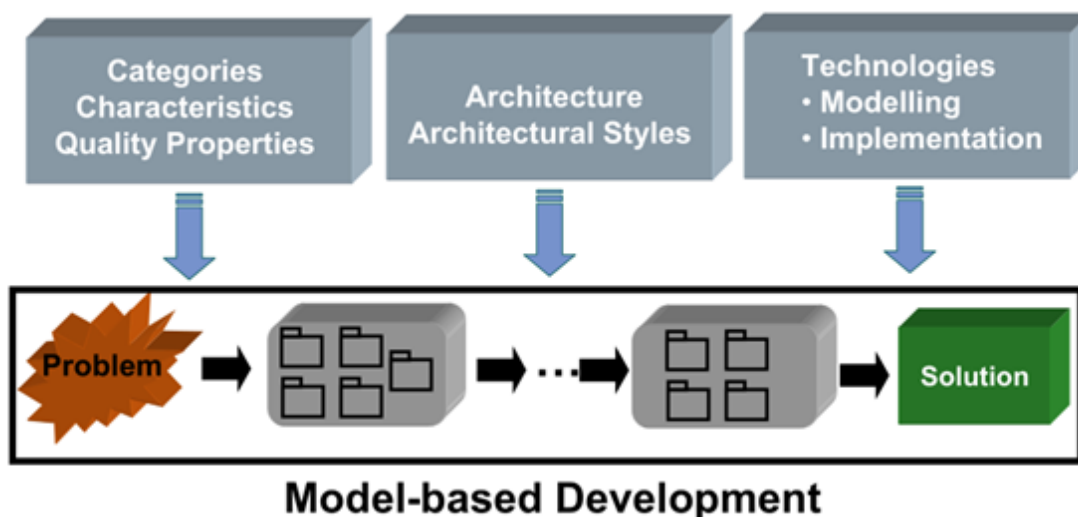 Categories
Characteristics
Quality Properties
Architecture
Architectural Styles
Technologies
• Modelling
• Implementation
Problem
...
Solution
Model-based Development